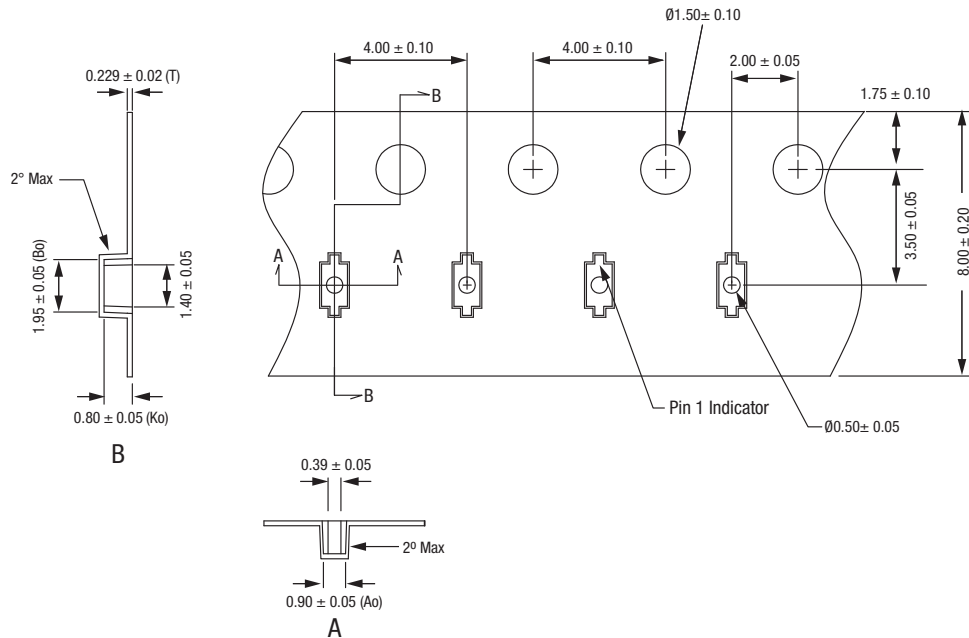 Ø1.50± 0.10
4.00 ± 0.10
4.00 ± 0.10
2.00 ± 0.05
0.229 ± 0.02 (T)
1.75 ± 0.10
B
2° Max
3.50 ± 0.05
8.00 ± 0.20
A
A
1.95 ± 0.05 (Bo)
1.40 ± 0.05
B
Pin 1 Indicator
0.80 ± 0.05 (Ko)
Ø0.50± 0.05
B
0.39 ± 0.05
2º Max
0.90 ± 0.05 (Ao)
A